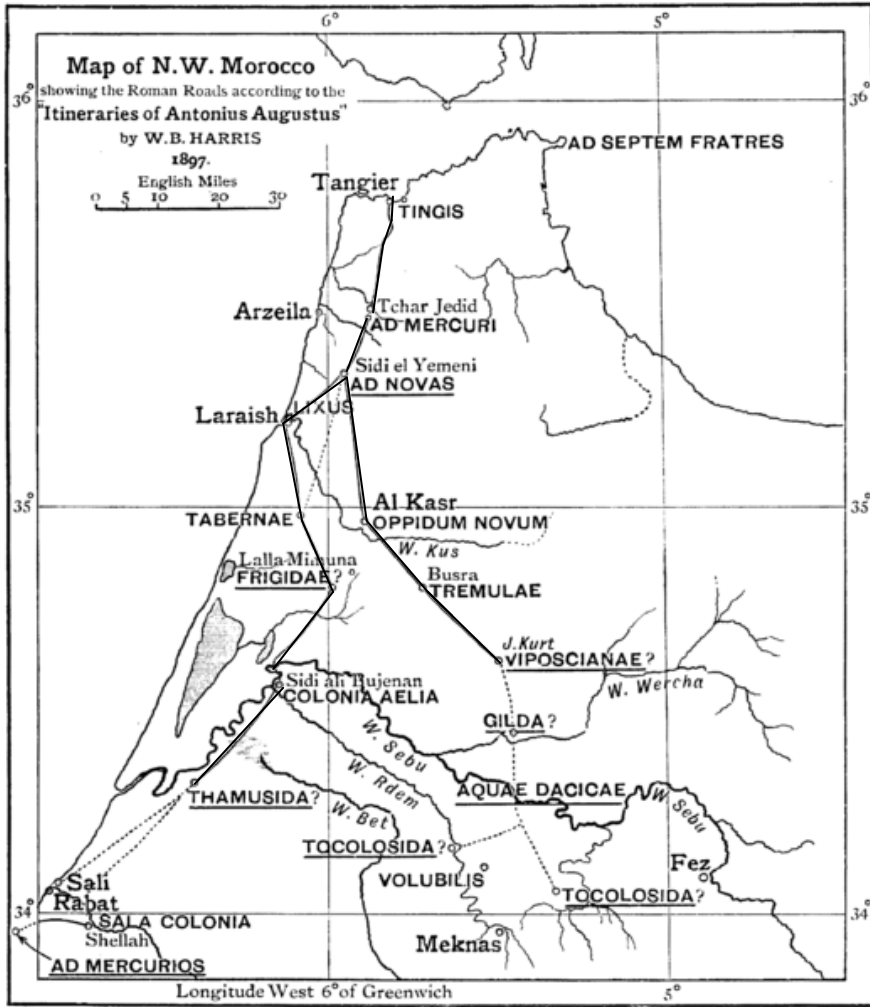 6°
5°
Map of N.W. Morocco
showing the Roman Roads according to the
"Itineraries of Antonius Augustus"
by W.B. HARRIS
1897.
English Miles
0 5 10 20 30
36°
36°
AD SEPTEM FRATRES
Tangier
TINGIS
Arzeila
Tchar Jedid
AD MERCURI
Sidi el Yemeni
AD NOVAS
Laraish
LIXUS
35°
35°
Al Kasr
OPPIDUM NOVUM
TABERNAE
W. Kus
Lalla Mimuna
FRIGIDAE?
Busra
TREMULAE
J. Kurt
VIPOSCIANAE?
W. Wercha
Sidi ali Bujenan
COLONIA AELIA
GILDA?
W. Sebu
W. Rdem
THAMUSIDA?
W. Bet
AQUAE DACICAE
W. Sebu
TOCOLOSIDA?
VOLUBILIS
Fez
TOCOLOSIDA?
Sali
Rabat
34°
34°
SALA COLONIA
Shellah
Meknas
AD MERCURIOS
Longitude West 6° of Greenwich
5°